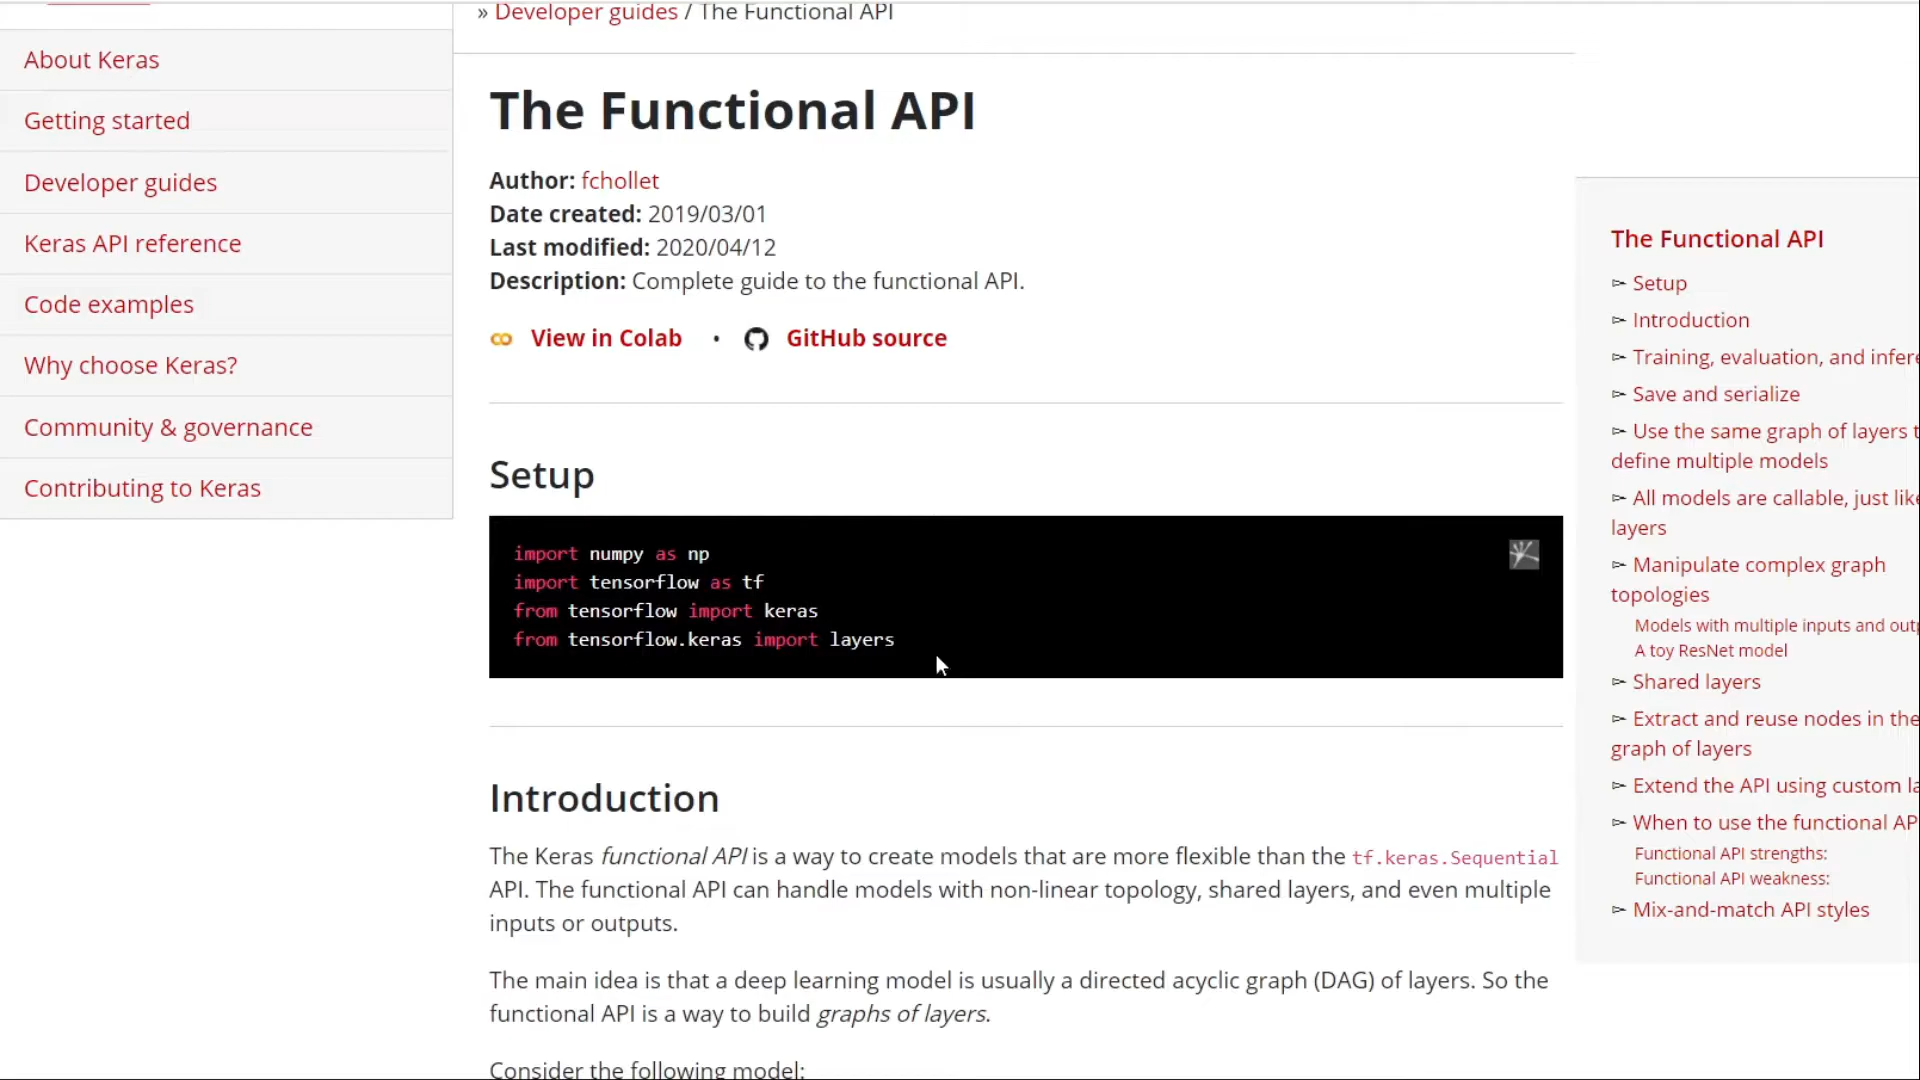 » Developer guides / The Functional API
About Keras
Getting started
Developer guides
Keras API reference
Code examples
Why choose Keras?
Community & governance
Contributing to Keras
The Functional API
Author: fchollet
Date created: 2019/03/01
Last modified: 2020/04/12
Description: Complete guide to the functional API.
View in Colab • GitHub source
Setup
import numpy as np
import tensorflow as tf
from tensorflow import keras
from tensorflow.keras import layers
Introduction
The Keras functional API is a way to create models that are more flexible than the tf.keras.Sequential
API. The functional API can handle models with non-linear topology, shared layers, and even multiple
inputs or outputs.
The main idea is that a deep learning model is usually a directed acyclic graph (DAG) of layers. So the
functional API is a way to build graphs of layers.
Consider the following model:
The Functional API
► Setup
► Introduction
► Training, evaluation, and infere
► Save and serialize
► Use the same graph of layers t
define multiple models
► All models are callable, just like
layers
► Manipulate complex graph
topologies
Models with multiple inputs and outp
A toy ResNet model
► Shared layers
► Extract and reuse nodes in the
graph of layers
► Extend the API using custom la
► When to use the functional AP
Functional API strengths:
Functional API weakness:
► Mix-and-match API styles